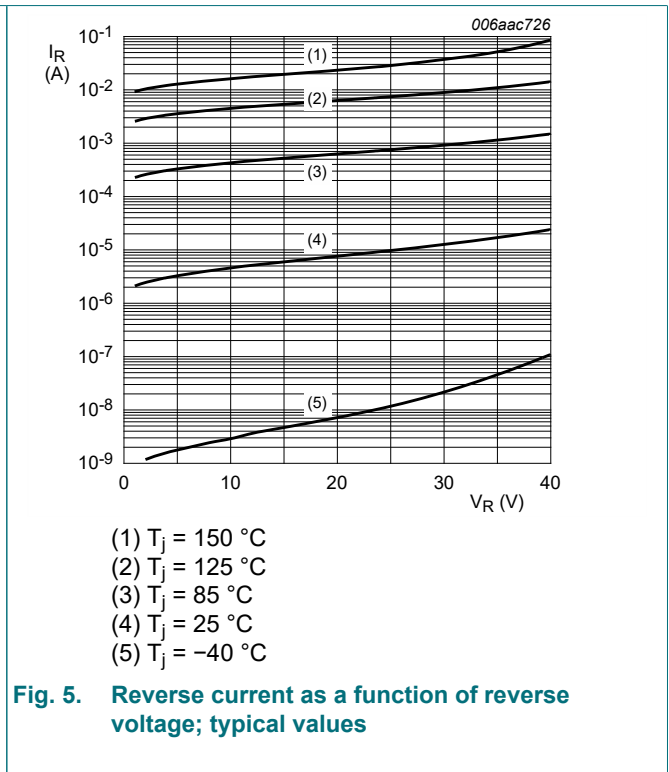 006aac726
I_R
(A)
10^-1
10^-2
10^-3
10^-4
10^-5
10^-6
10^-7
10^-8
10^-9
(1)
(2)
(3)
(4)
(5)
0 10 20 30 40
V_R (V)
(1) T_j = 150 °C
(2) T_j = 125 °C
(3) T_j = 85 °C
(4) T_j = 25 °C
(5) T_j = −40 °C
Fig. 5. Reverse current as a function of reverse
voltage; typical values